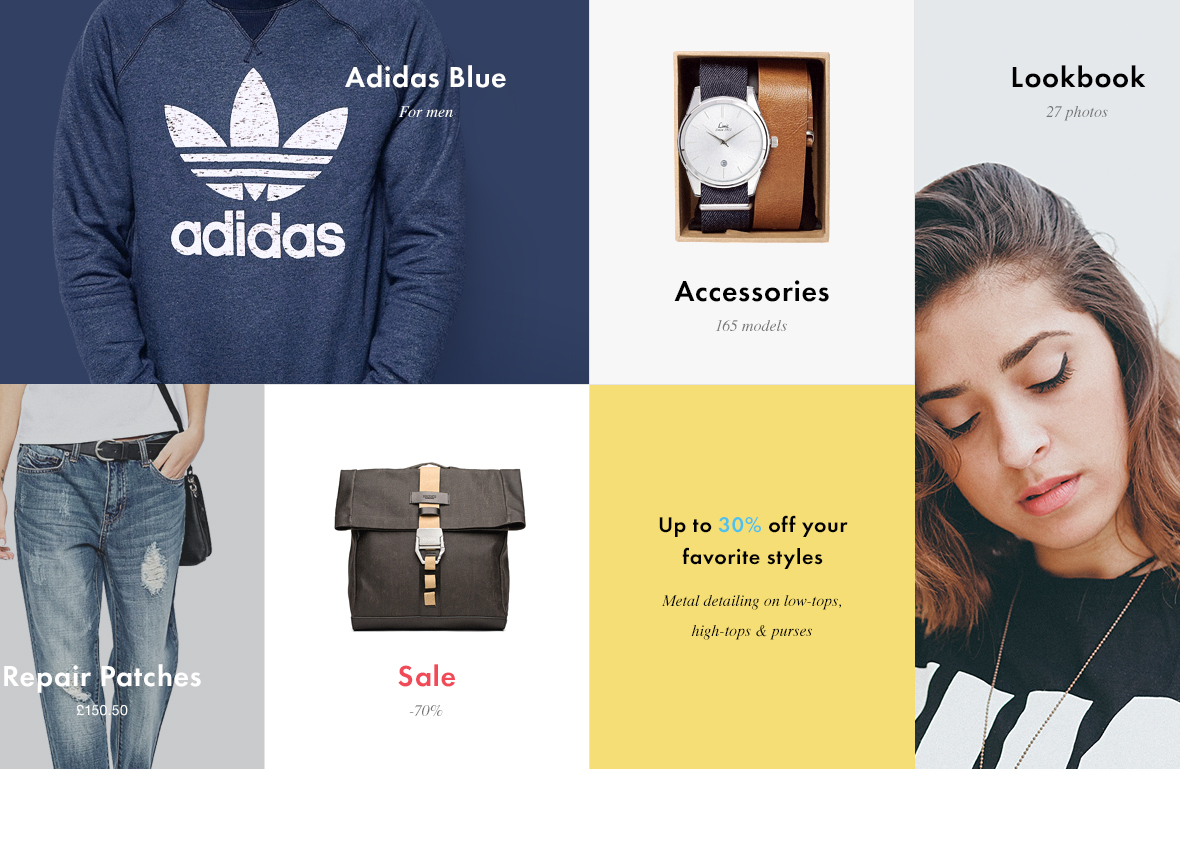 Adidas Blue
For men
adidas
Accessories
165 models
Lookbook
27 photos
Repair Patches
£150.50
Sale
-70%
Up to 30% off your
favorite styles
Metal detailing on low-tops,
high-tops & purses